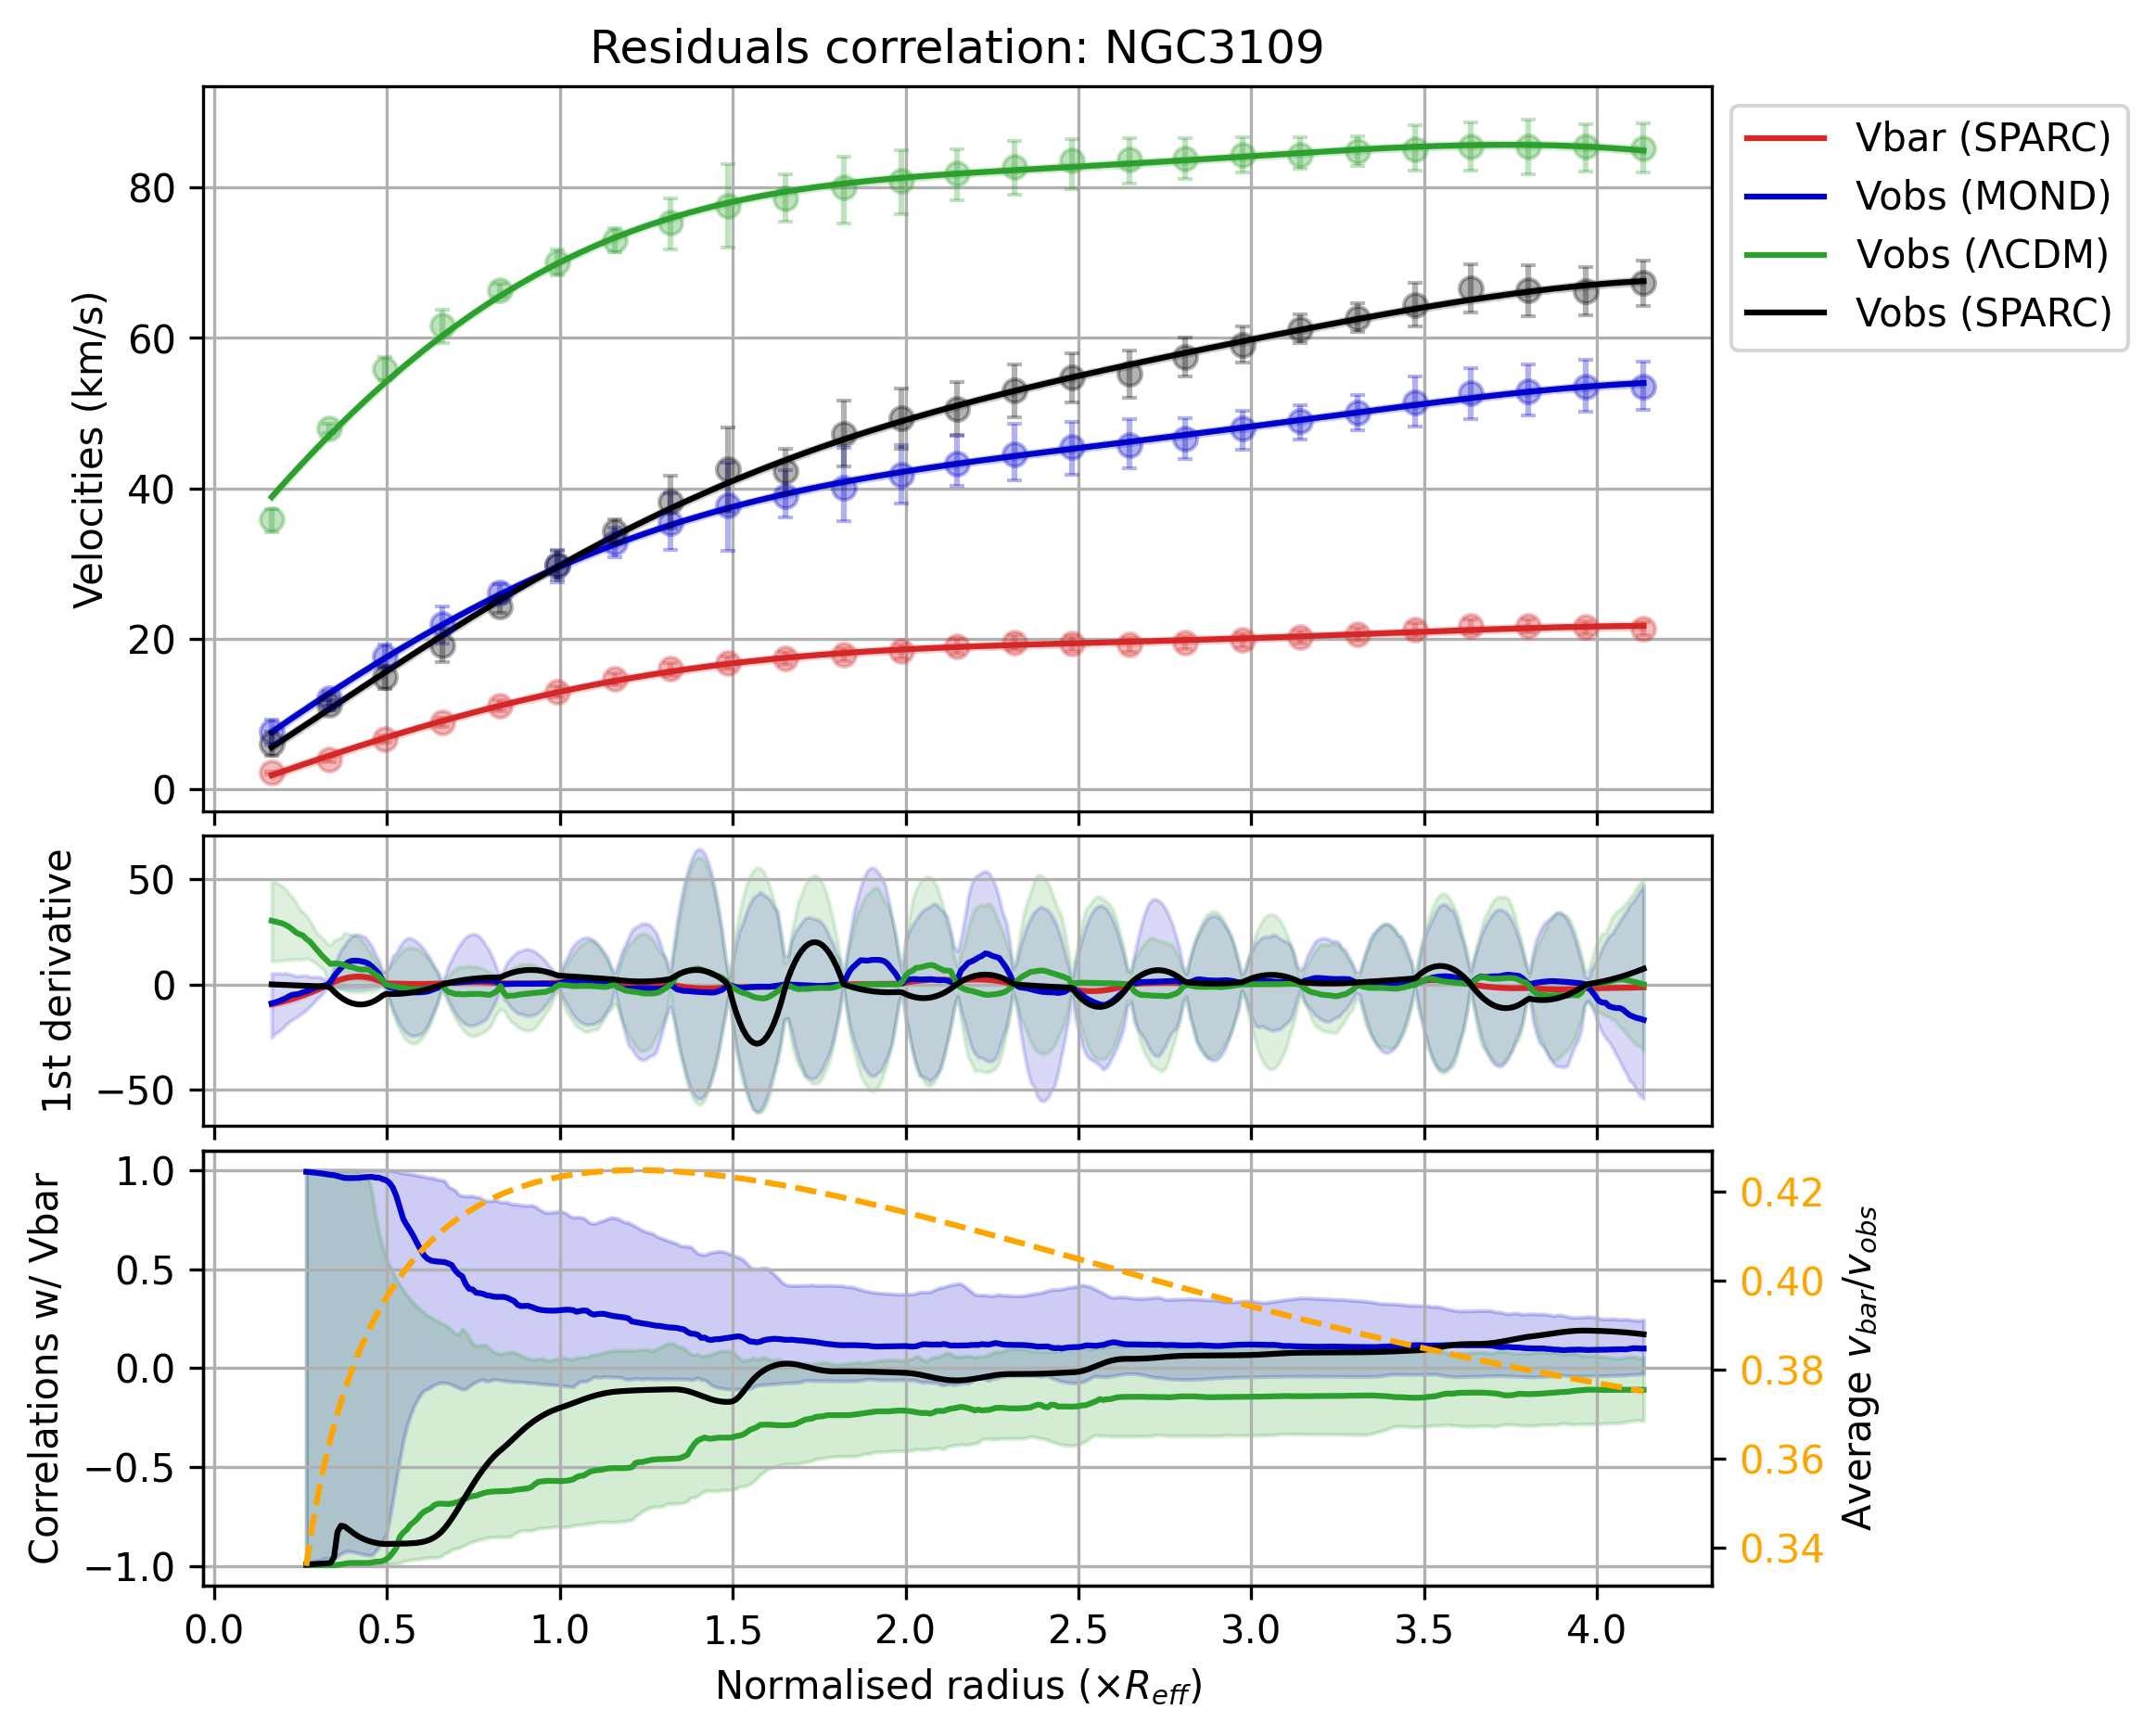 Residuals correlation: NGC3109
Vbar (SPARC)
Vobs (MOND)
Vobs (ΛCDM)
Vobs (SPARC)
Velocities (km/s)
80
60
40
20
0
1st derivative
50
0
−50
Correlations w/ Vbar
1.0
0.5
0.0
−0.5
−1.0
0.42
0.40
0.38
0.36
0.34
Average v_bar/v_obs
0.0 0.5 1.0 1.5 2.0 2.5 3.0 3.5 4.0
Normalised radius (×R_eff)